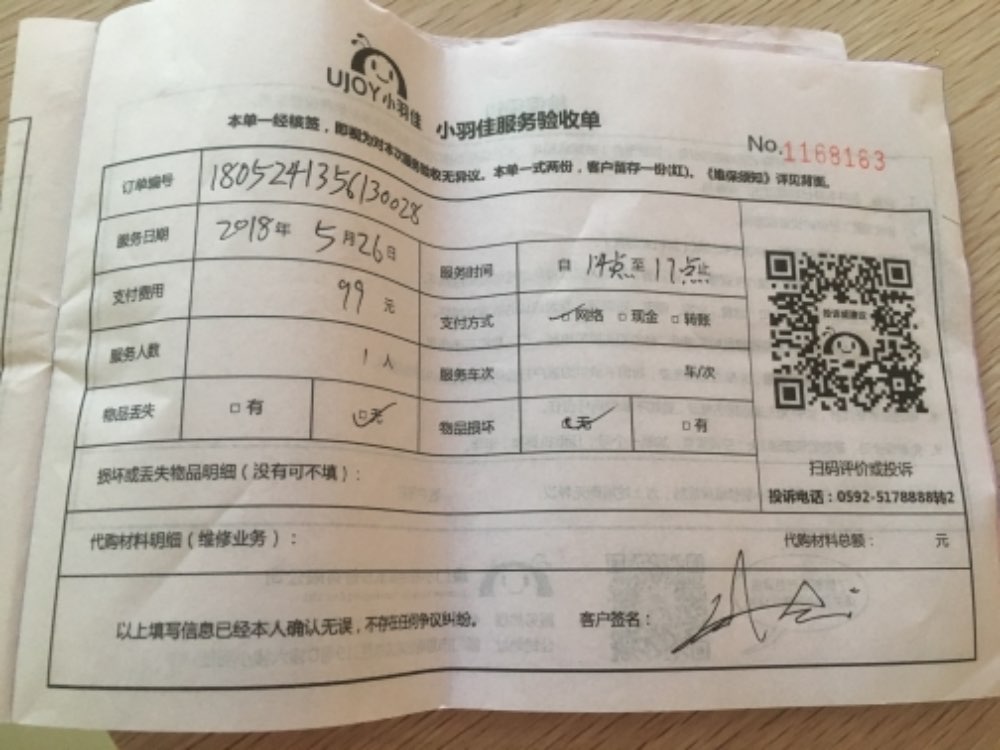 UJOY小羽佳
小羽佳服务验收单
No.1168163
本单一经核签，即视为对本次服务验收无异议。本单一式两份，客户留存一份(红)。《维保须知》详见背面。
订单编号 1805241356130028
服务日期 2018年 5月26日 服务时间 自 14点 至 17点止
支付费用 99 元 支付方式 □网络 □现金 □转账
服务人数 1 人 服务车次 车/次
物品丢失 □有 □无 物品损坏 □无 □有
投诉或建议
扫码评价或投诉
投诉电话：0592-5178888转2
损坏或丢失物品明细（没有可不填）：
代购材料明细（维修业务）： 代购材料总额： 元
以上填写信息已经本人确认无误，不存在任何争议纠纷。 客户签名：